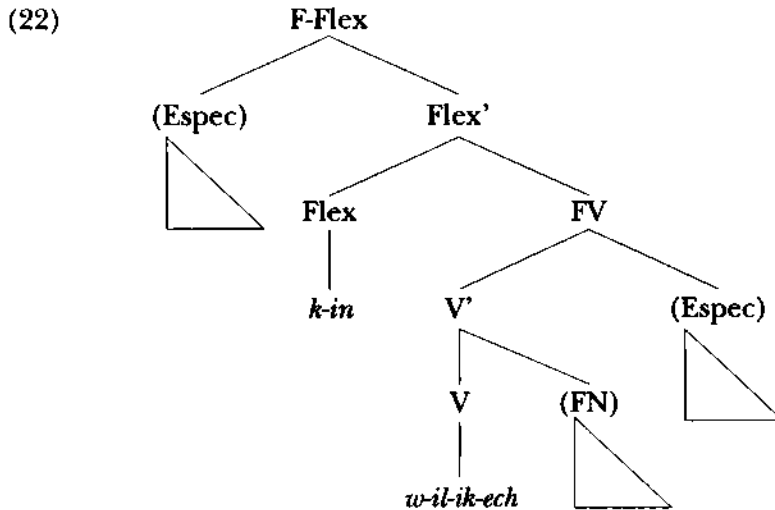 (22) F-Flex
(Espec) Flex’
Flex FV
k-in V’ (Espec)
V (FN)
w-il-ik-ech